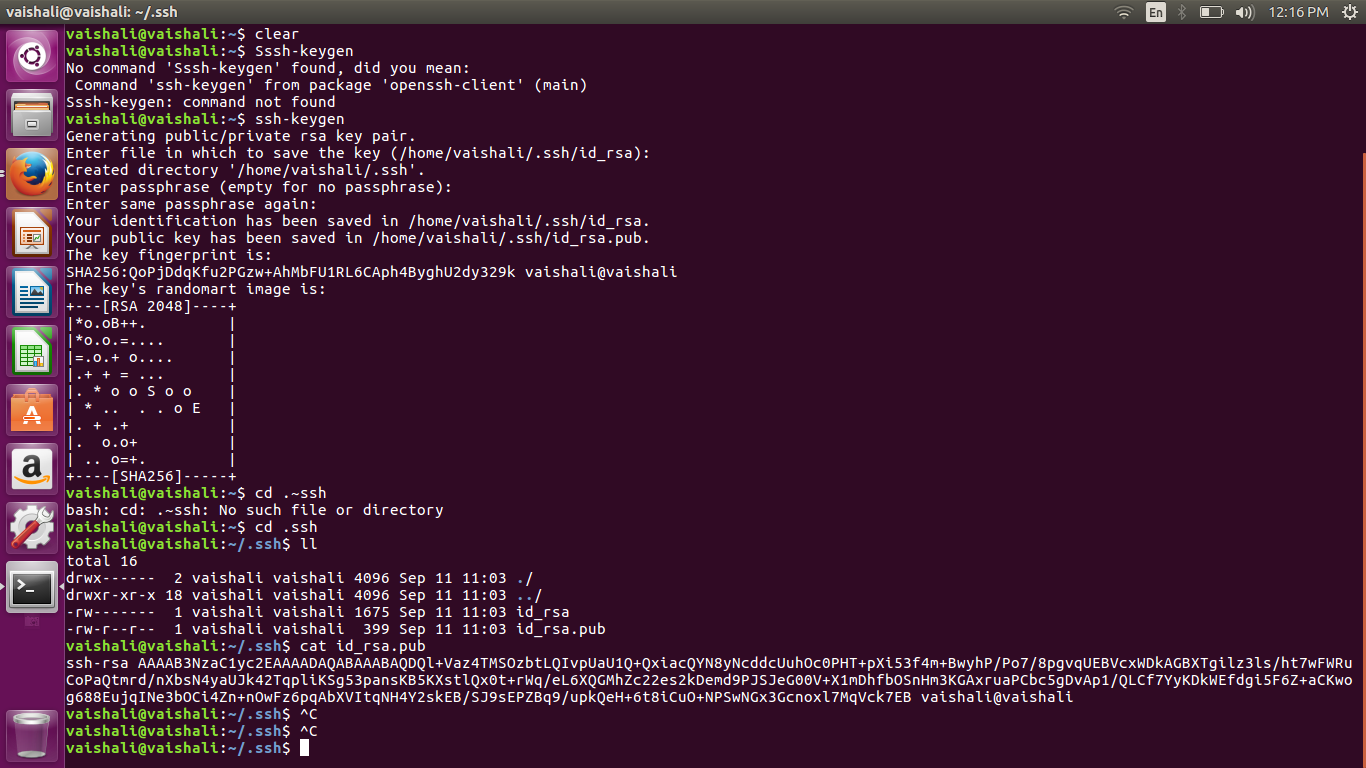 vaishali@vaishali: ~/.ssh
En
12:16 PM
vaishali@vaishali:~$ clear
vaishali@vaishali:~$ Sssh-keygen
No command 'Sssh-keygen' found, did you mean:
 Command 'ssh-keygen' from package 'openssh-client' (main)
Sssh-keygen: command not found
vaishali@vaishali:~$ ssh-keygen
Generating public/private rsa key pair.
Enter file in which to save the key (/home/vaishali/.ssh/id_rsa):
Created directory '/home/vaishali/.ssh'.
Enter passphrase (empty for no passphrase):
Enter same passphrase again:
Your identification has been saved in /home/vaishali/.ssh/id_rsa.
Your public key has been saved in /home/vaishali/.ssh/id_rsa.pub.
The key fingerprint is:
SHA256:QoPjDdqKfu2PGzw+AhMbFU1RL6CAph4ByghU2dy329k vaishali@vaishali
The key's randomart image is:
+---[RSA 2048]----+
|*o.oB++.         |
|*o.o.=....       |
|=.o.+ o....      |
|.+ + = ...       |
|. * o o S o o    |
| * ..  . . o E   |
|. + .+           |
|.  o.o+          |
| .. o=+.         |
+----[SHA256]-----+
vaishali@vaishali:~$ cd .~ssh
bash: cd: .~ssh: No such file or directory
vaishali@vaishali:~$ cd .ssh
vaishali@vaishali:~/.ssh$ ll
total 16
drwx------  2 vaishali vaishali 4096 Sep 11 11:03 ./
drwxr-xr-x 18 vaishali vaishali 4096 Sep 11 11:03 ../
-rw-------  1 vaishali vaishali 1675 Sep 11 11:03 id_rsa
-rw-r--r--  1 vaishali vaishali  399 Sep 11 11:03 id_rsa.pub
vaishali@vaishali:~/.ssh$ cat id_rsa.pub
ssh-rsa AAAAB3NzaC1yc2EAAAADAQABAAABAQDQl+Vaz4TMSOzbtLQIvpUaU1Q+QxiacQYN8yNcddcUuhOc0PHT+pXi53f4m+BwyhP/Po7/8pgvqUEBVcxWDkAGBXTgilz3ls/ht7wFWRu
CoPaQtmrd/nXbsN4yaUJk42TqpliKSg53pansKB5KXstlQx0t+rWq/eL6XQGMhZc22es2kDemd9PJSJeG00V+X1mDhfbOSnHm3KGAxruaPCbc5gDvAp1/QLCf7YyKDkWEfdgi5F6Z+aCKwo
g688EujqINe3bOCi4Zn+nOwFz6pqAbXVItqNH4Y2skEB/SJ9sEPZBq9/upkQeH+6t8iCuO+NPSwNGx3Gcnoxl7MqVck7EB vaishali@vaishali
vaishali@vaishali:~/.ssh$ ^C
vaishali@vaishali:~/.ssh$ ^C
vaishali@vaishali:~/.ssh$